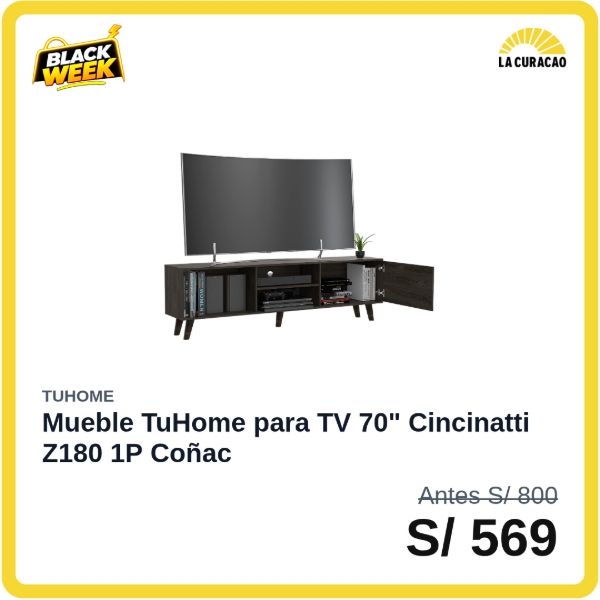 BLACK
WEEK
LA CURACAO
TUHOME
Mueble TuHome para TV 70" Cincinatti
Z180 1P Coñac
Antes S/ 800
S/ 569